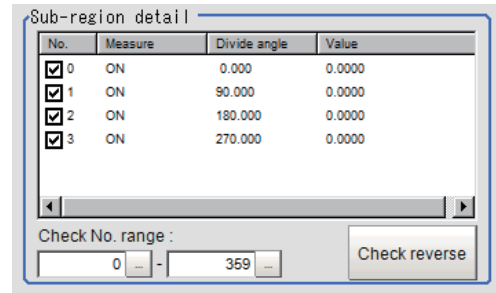 Sub-region detail
No. Measure Divide angle Value
0 ON 0.000 0.0000
1 ON 90.000 0.0000
2 ON 180.000 0.0000
3 ON 270.000 0.0000
Check No. range :
0 ... - 359 ... Check reverse